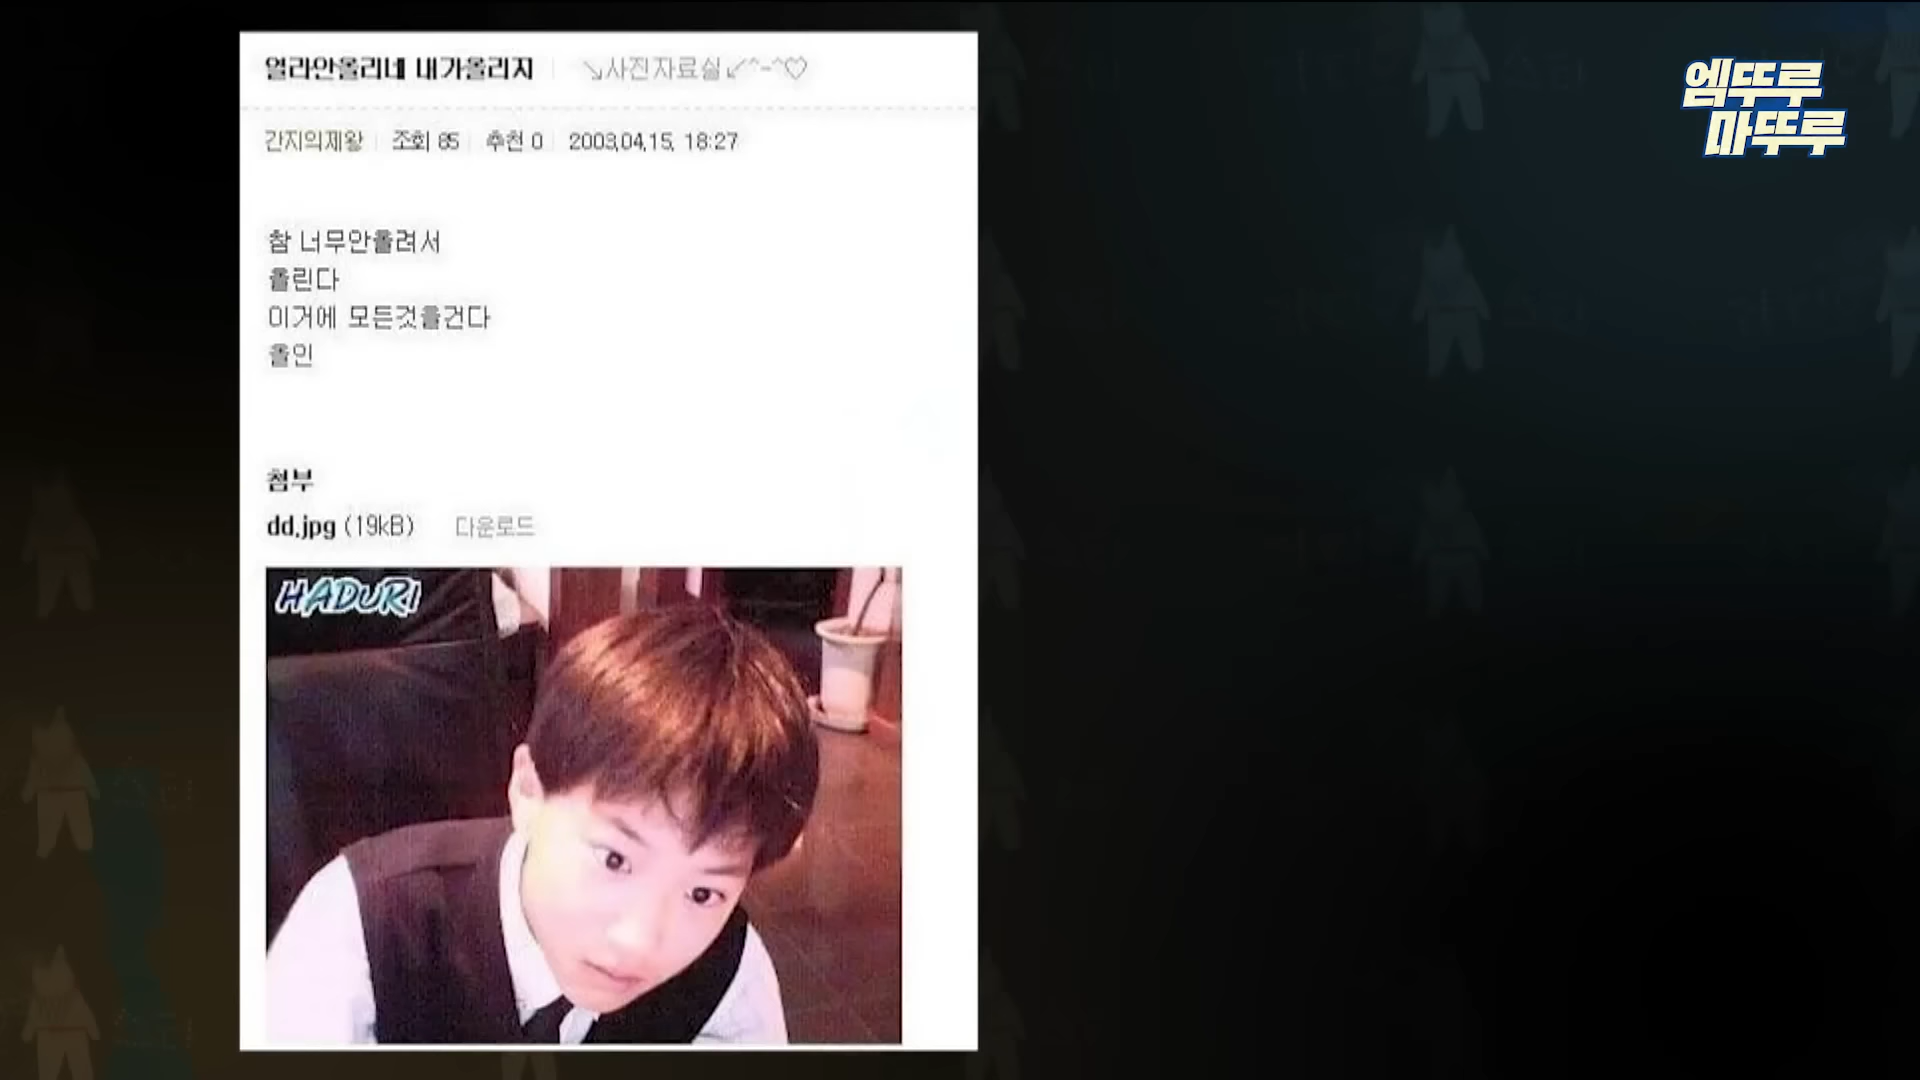 열라안올리네 내가올리지 ↘사진자료실↙^-^♡
간지의제왕 조회 85 추천 0 2003.04.15. 18:27
참 너무안올려서
올린다
이거에 모든것을건다
올인
첨부
dd.jpg (19kB) 다운로드
HADURI
엠뚜루
마뚜루